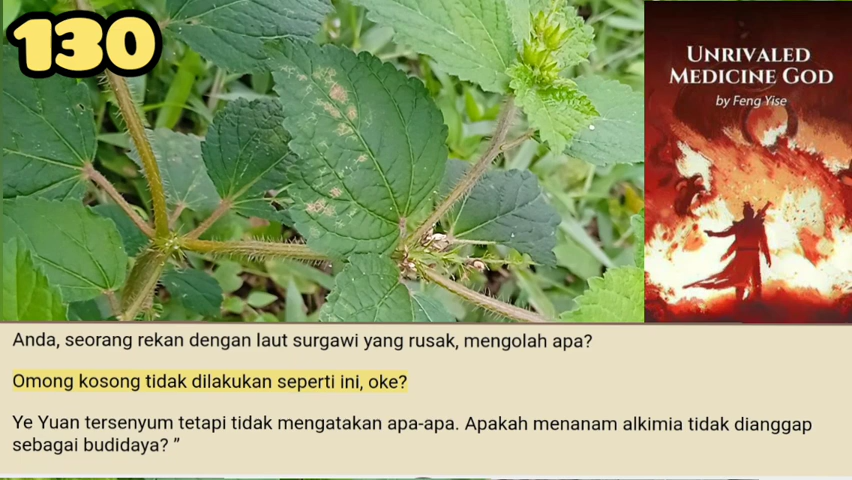 130
UNRIVALED
MEDICINE GOD
by Feng Yise
Anda, seorang rekan dengan laut surgawi yang rusak, mengolah apa?
Omong kosong tidak dilakukan seperti ini, oke?
Ye Yuan tersenyum tetapi tidak mengatakan apa-apa. Apakah menanam alkimia tidak dianggap
sebagai budidaya? ”